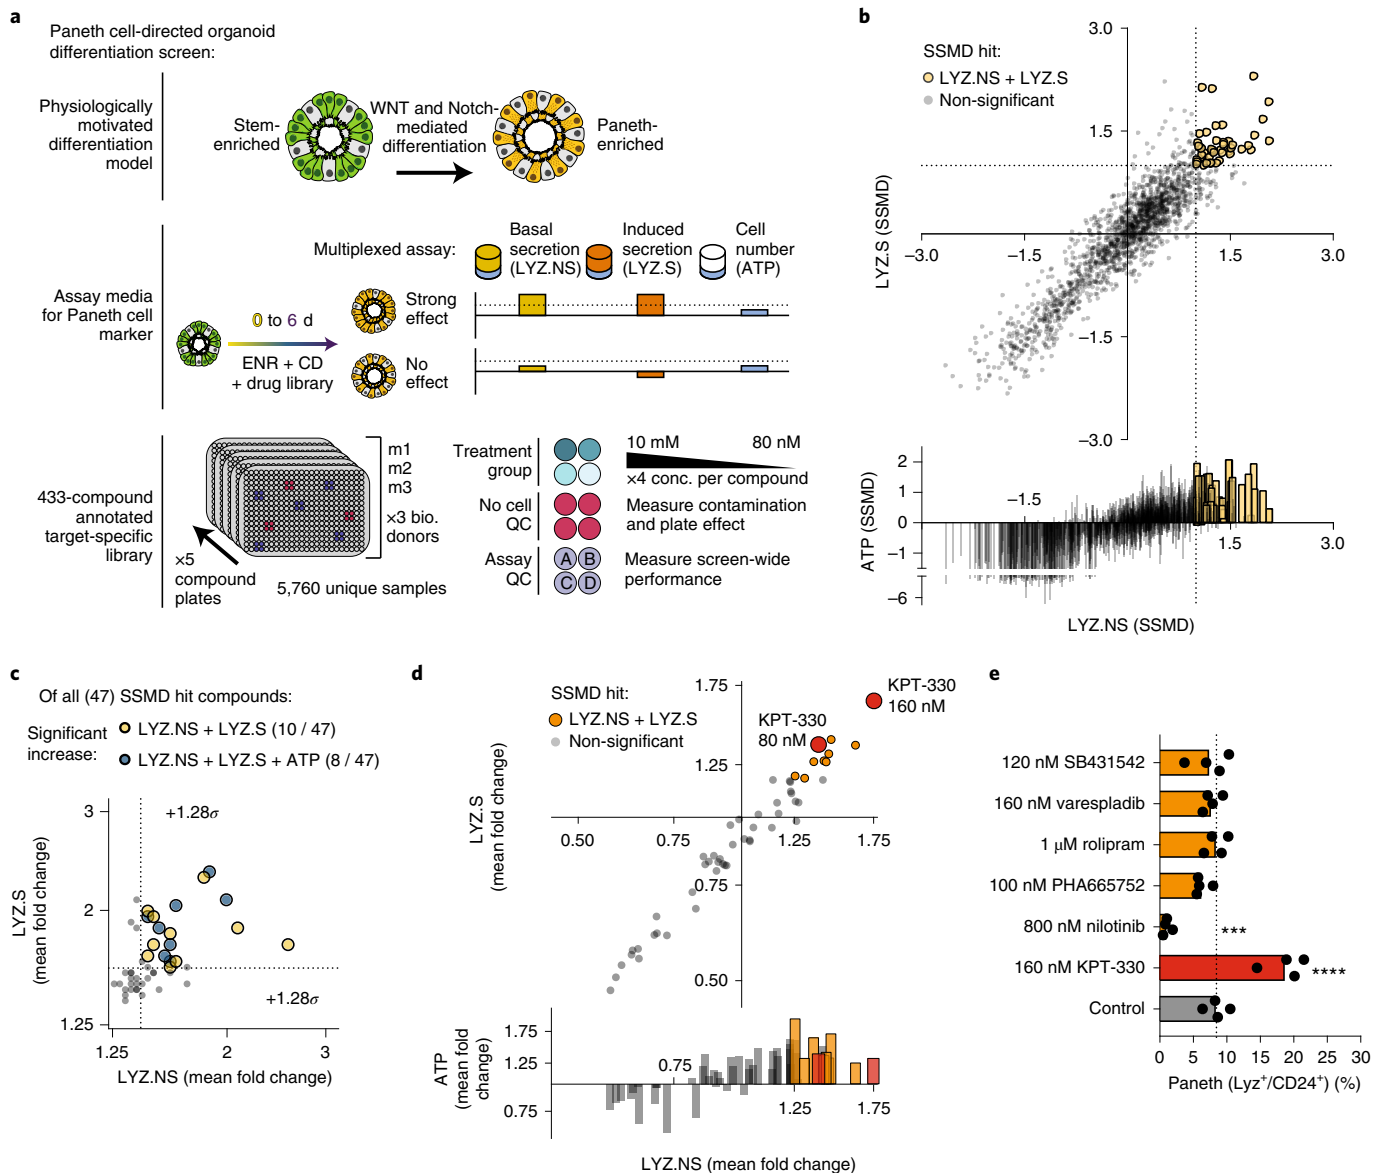 a
Paneth cell-directed organoid
differentiation screen:
Physiologically
motivated
differentiation
model
Stem-
enriched
WNT and Notch-
mediated
differentiation
Paneth-
enriched
Assay media
for Paneth cell
marker
0 to 6 d
ENR + CD
+ drug library
Multiplexed assay:
Basal
secretion
(LYZ.NS)
Induced
secretion
(LYZ.S)
Cell
number
(ATP)
Strong
effect
No
effect
433-compound
annotated
target-specific
library
×5
compound
plates
m1
m2
m3
×3 bio.
donors
5,760 unique samples
Treatment
group
10 mM
80 nM
×4 conc. per compound
No cell
QC
Measure contamination
and plate effect
Assay
QC
A B
C D
Measure screen-wide
performance
b
SSMD hit:
LYZ.NS + LYZ.S
Non-significant
LYZ.S (SSMD)
3.0
1.5
−1.5
−3.0
−3.0
−1.5
1.5
3.0
ATP (SSMD)
2
1
0
−1
−6
−1.5
1.5
3.0
LYZ.NS (SSMD)
c
Of all (47) SSMD hit compounds:
Significant
increase:
LYZ.NS + LYZ.S (10 / 47)
LYZ.NS + LYZ.S + ATP (8 / 47)
LYZ.S
(mean fold change)
3
2
1.25
+1.28σ
+1.28σ
1.25
2
3
LYZ.NS (mean fold change)
d
SSMD hit:
LYZ.NS + LYZ.S
Non-significant
KPT-330
160 nM
KPT-330
80 nM
LYZ.S
(mean fold change)
1.75
1.25
0.75
0.50
0.50
0.75
1.25
1.75
ATP
(mean fold
change)
1.75
1.25
0.75
0.75
1.25
1.75
LYZ.NS (mean fold change)
e
120 nM SB431542
160 nM varespladib
1 μM rolipram
100 nM PHA665752
800 nM nilotinib
***
160 nM KPT-330
****
Control
0
5
10
15
20
25
30
Paneth (Lyz⁺/CD24⁺) (%)